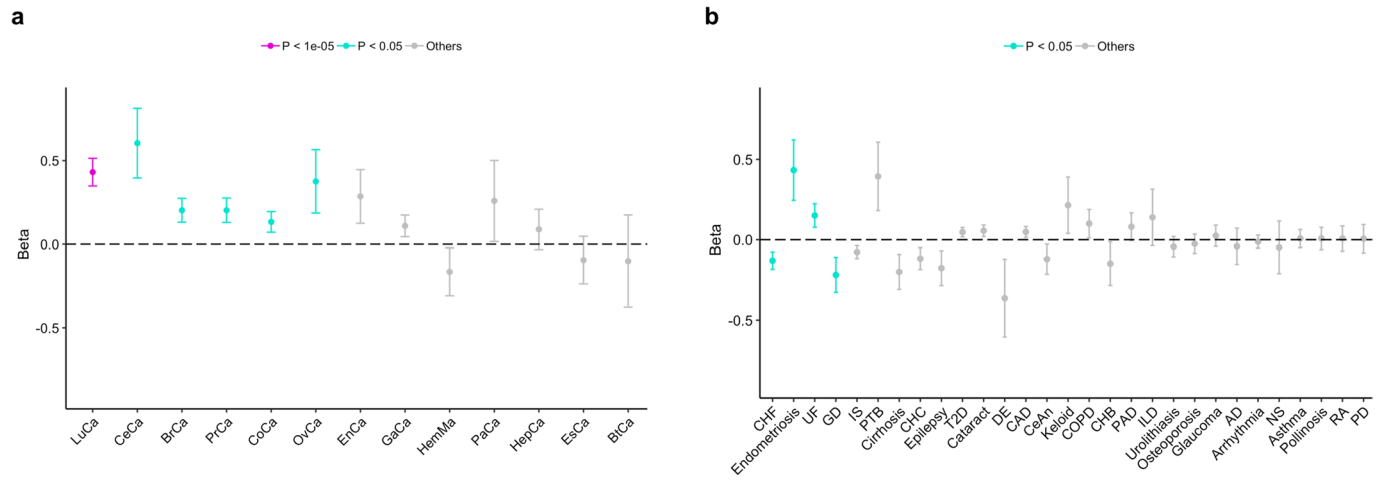 a
P < 1e-05 P < 0.05 Others
Beta
0.5
0.0
-0.5
LuCa CeCa BrCa PrCa CoCa OvCa EnCa GaCa HemMa PaCa HepCa EsCa BtCa
b
P < 0.05 Others
Beta
0.5
0.0
-0.5
CHF Endometriosis UF GD IS PTB Cirrhosis CHC Epilepsy T2D Cataract DE CAD CeAn Keloid COPD CHB PAD ILD Urolithiasis Osteoporosis Glaucoma AD Arrhythmia NS Asthma Pollinosis RA PD